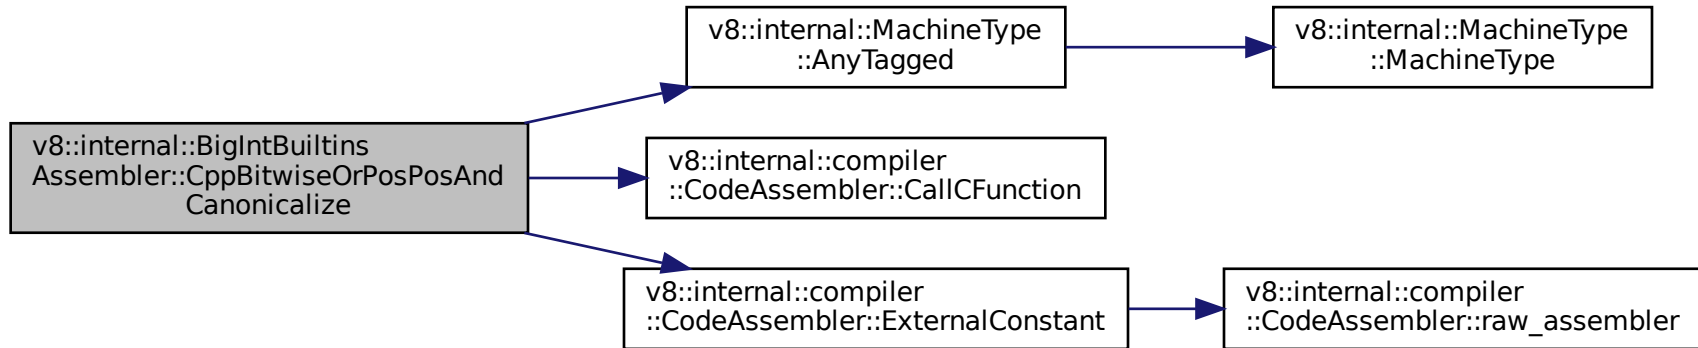 v8::internal::BigIntBuiltins
Assembler::CppBitwiseOrPosPosAnd
Canonicalize
v8::internal::MachineType
::AnyTagged
v8::internal::MachineType
::MachineType
v8::internal::compiler
::CodeAssembler::CallCFunction
v8::internal::compiler
::CodeAssembler::ExternalConstant
v8::internal::compiler
::CodeAssembler::raw_assembler